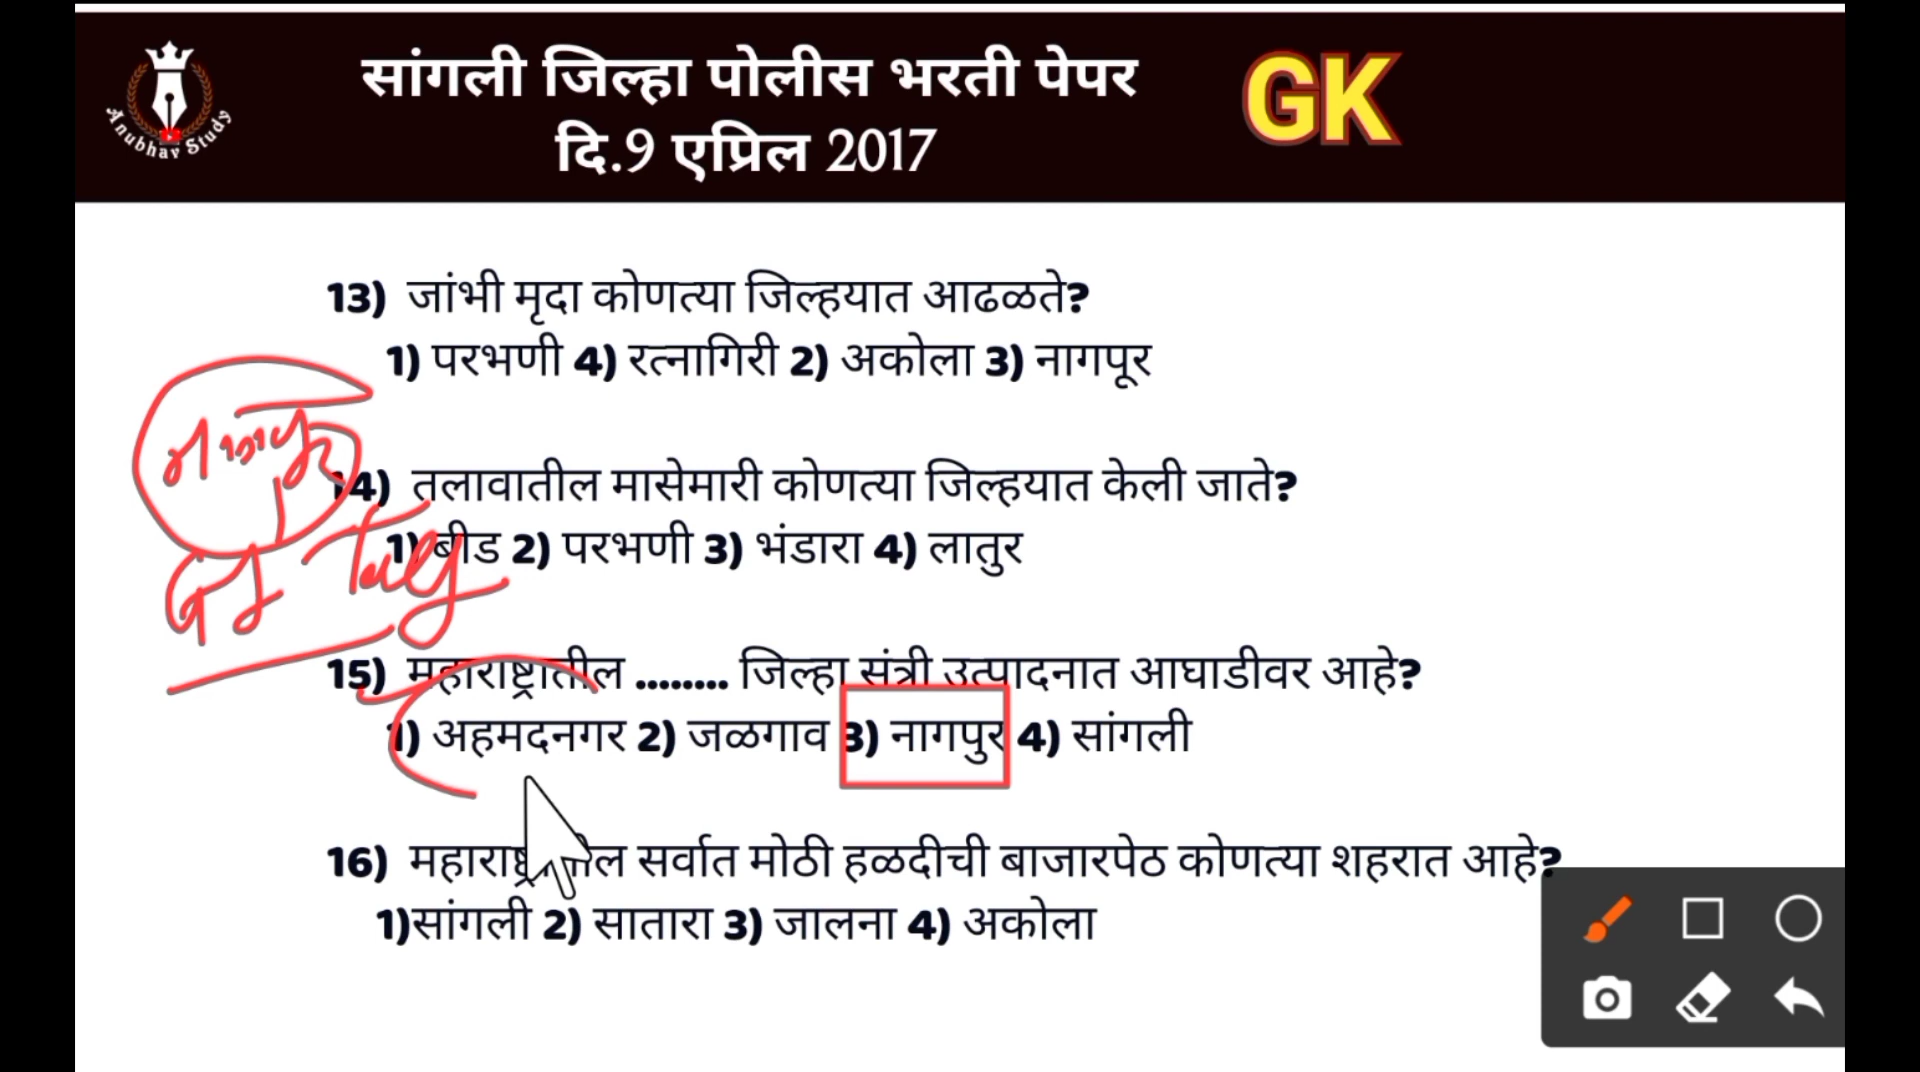 सांगली जिल्हा पोलीस भरती पेपर
दि.9 एप्रिल 2017
GK
Anubhav Study
13) जांभी मृदा कोणत्या जिल्हयात आढळते?
1) परभणी 4) रत्नागिरी 2) अकोला 3) नागपूर
14) तलावातील मासेमारी कोणत्या जिल्हयात केली जाते?
1) बीड 2) परभणी 3) भंडारा 4) लातुर
15) महाराष्ट्रातील ........ जिल्हा संत्री उत्पादनात आघाडीवर आहे?
1) अहमदनगर 2) जळगाव 3) नागपुर 4) सांगली
16) महाराष्ट्रातील सर्वात मोठी हळदीची बाजारपेठ कोणत्या शहरात आहे?
1)सांगली 2) सातारा 3) जालना 4) अकोला